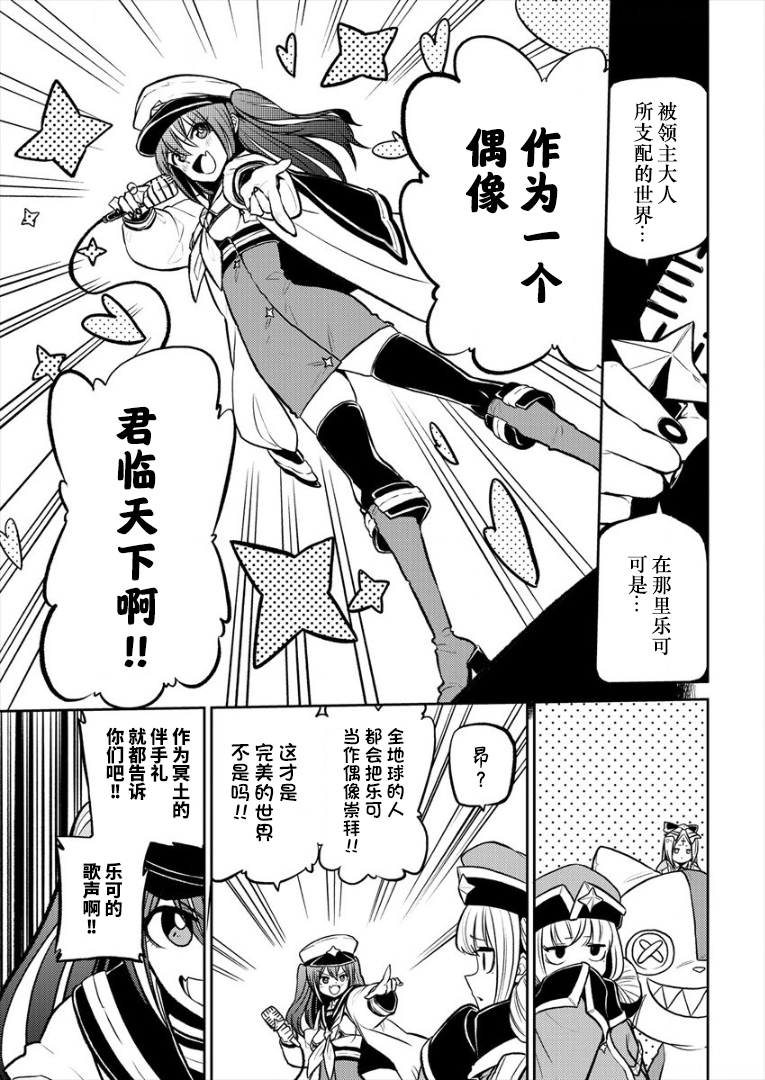 被领主大人
所支配的世界…
在那里乐可
可是…
作为一个
偶像
君临天下啊!!
昂?
全地球的人
都会把乐可
当作偶像崇拜!!
这才是
完美的世界
不是吗!!
作为冥土的
伴手礼
就都告诉
你们吧!!
乐可的
歌声啊!!